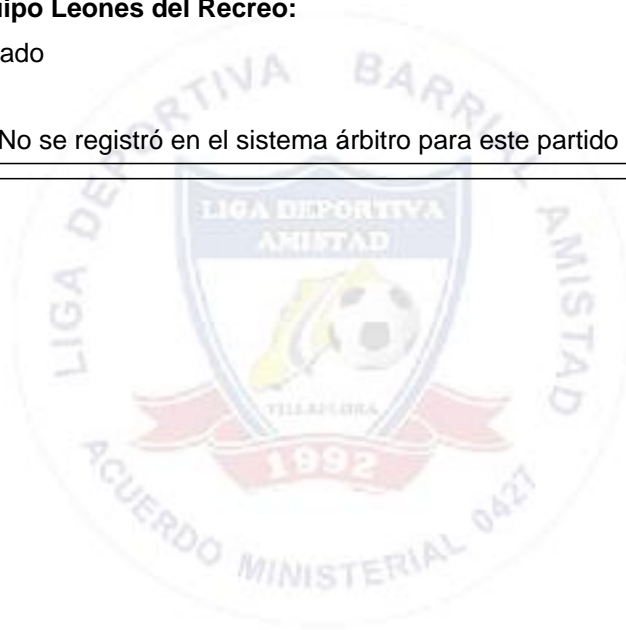 uipo Leones del Recreo:
ado
No se registró en el sistema árbitro para este partido
LIGA DEPORTIVA BARRIAL AMISTAD
LIGA DEPORTIVA
AMISTAD
VILLAFLORA
1992
ACUERDO MINISTERIAL 0427